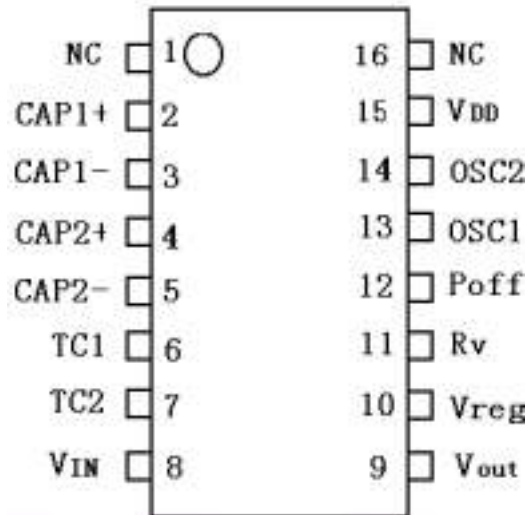 NC 1 16 NC
CAP1+ 2 15 VDD
CAP1- 3 14 OSC2
CAP2+ 4 13 OSC1
CAP2- 5 12 Poff
TC1 6 11 Rv
TC2 7 10 Vreg
VIN 8 9 Vout